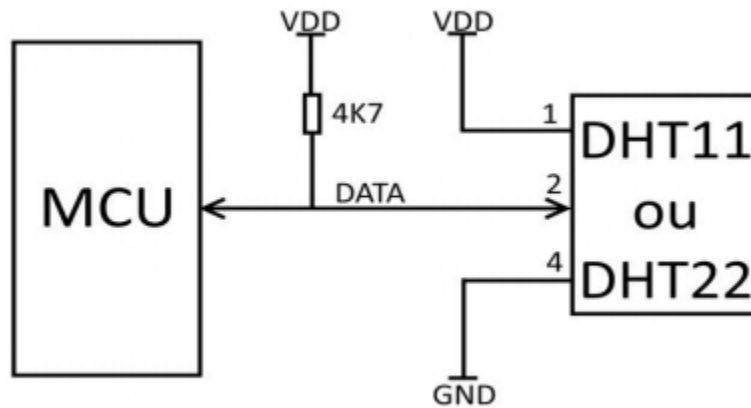 VDD
VDD
4K7
1
DHT11
MCU
DATA
2
ou
4
DHT22
GND